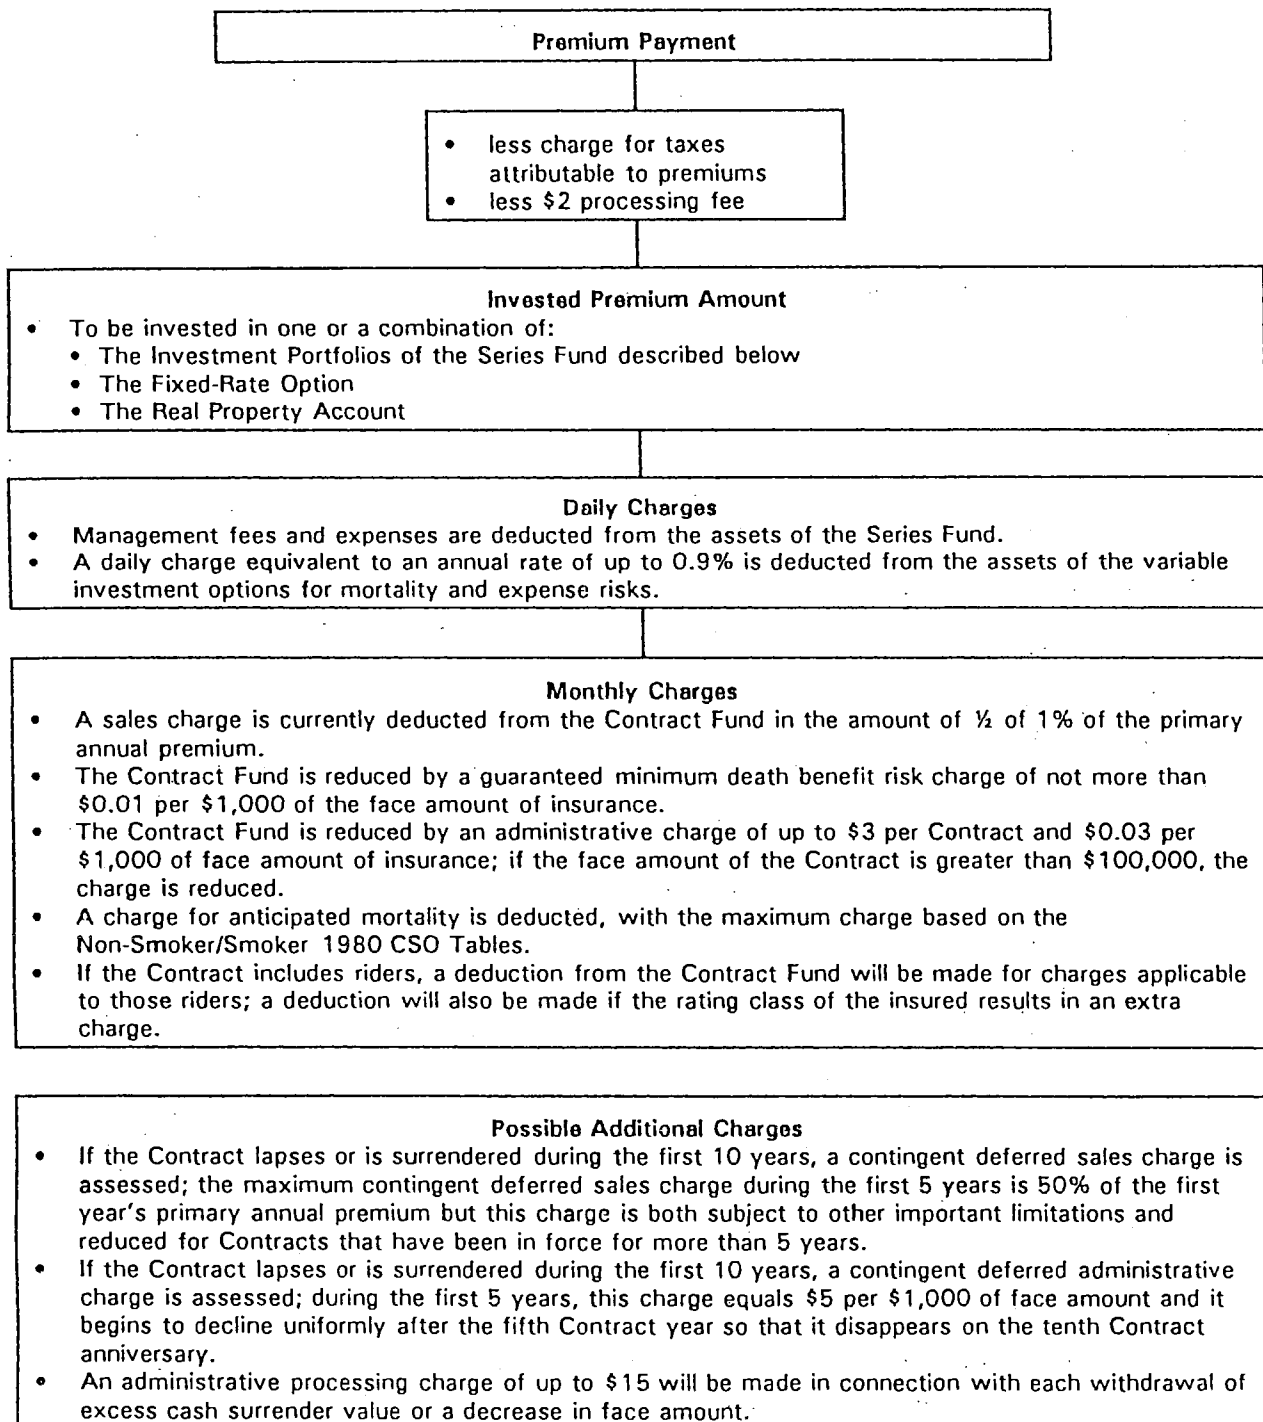 Premium Payment
• less charge for taxes
attributable to premiums
• less $2 processing fee
Invested Premium Amount
• To be invested in one or a combination of:
• The Investment Portfolios of the Series Fund described below
• The Fixed-Rate Option
• The Real Property Account
Daily Charges
• Management fees and expenses are deducted from the assets of the Series Fund.
• A daily charge equivalent to an annual rate of up to 0.9% is deducted from the assets of the variable
investment options for mortality and expense risks.
Monthly Charges
• A sales charge is currently deducted from the Contract Fund in the amount of ½ of 1% of the primary
annual premium.
• The Contract Fund is reduced by a guaranteed minimum death benefit risk charge of not more than
$0.01 per $1,000 of the face amount of insurance.
• The Contract Fund is reduced by an administrative charge of up to $3 per Contract and $0.03 per
$1,000 of face amount of insurance; if the face amount of the Contract is greater than $100,000, the
charge is reduced.
• A charge for anticipated mortality is deducted, with the maximum charge based on the
Non-Smoker/Smoker 1980 CSO Tables.
• If the Contract includes riders, a deduction from the Contract Fund will be made for charges applicable
to those riders; a deduction will also be made if the rating class of the insured results in an extra
charge.
Possible Additional Charges
• If the Contract lapses or is surrendered during the first 10 years, a contingent deferred sales charge is
assessed; the maximum contingent deferred sales charge during the first 5 years is 50% of the first
year's primary annual premium but this charge is both subject to other important limitations and
reduced for Contracts that have been in force for more than 5 years.
• If the Contract lapses or is surrendered during the first 10 years, a contingent deferred administrative
charge is assessed; during the first 5 years, this charge equals $5 per $1,000 of face amount and it
begins to decline uniformly after the fifth Contract year so that it disappears on the tenth Contract
anniversary.
• An administrative processing charge of up to $15 will be made in connection with each withdrawal of
excess cash surrender value or a decrease in face amount.